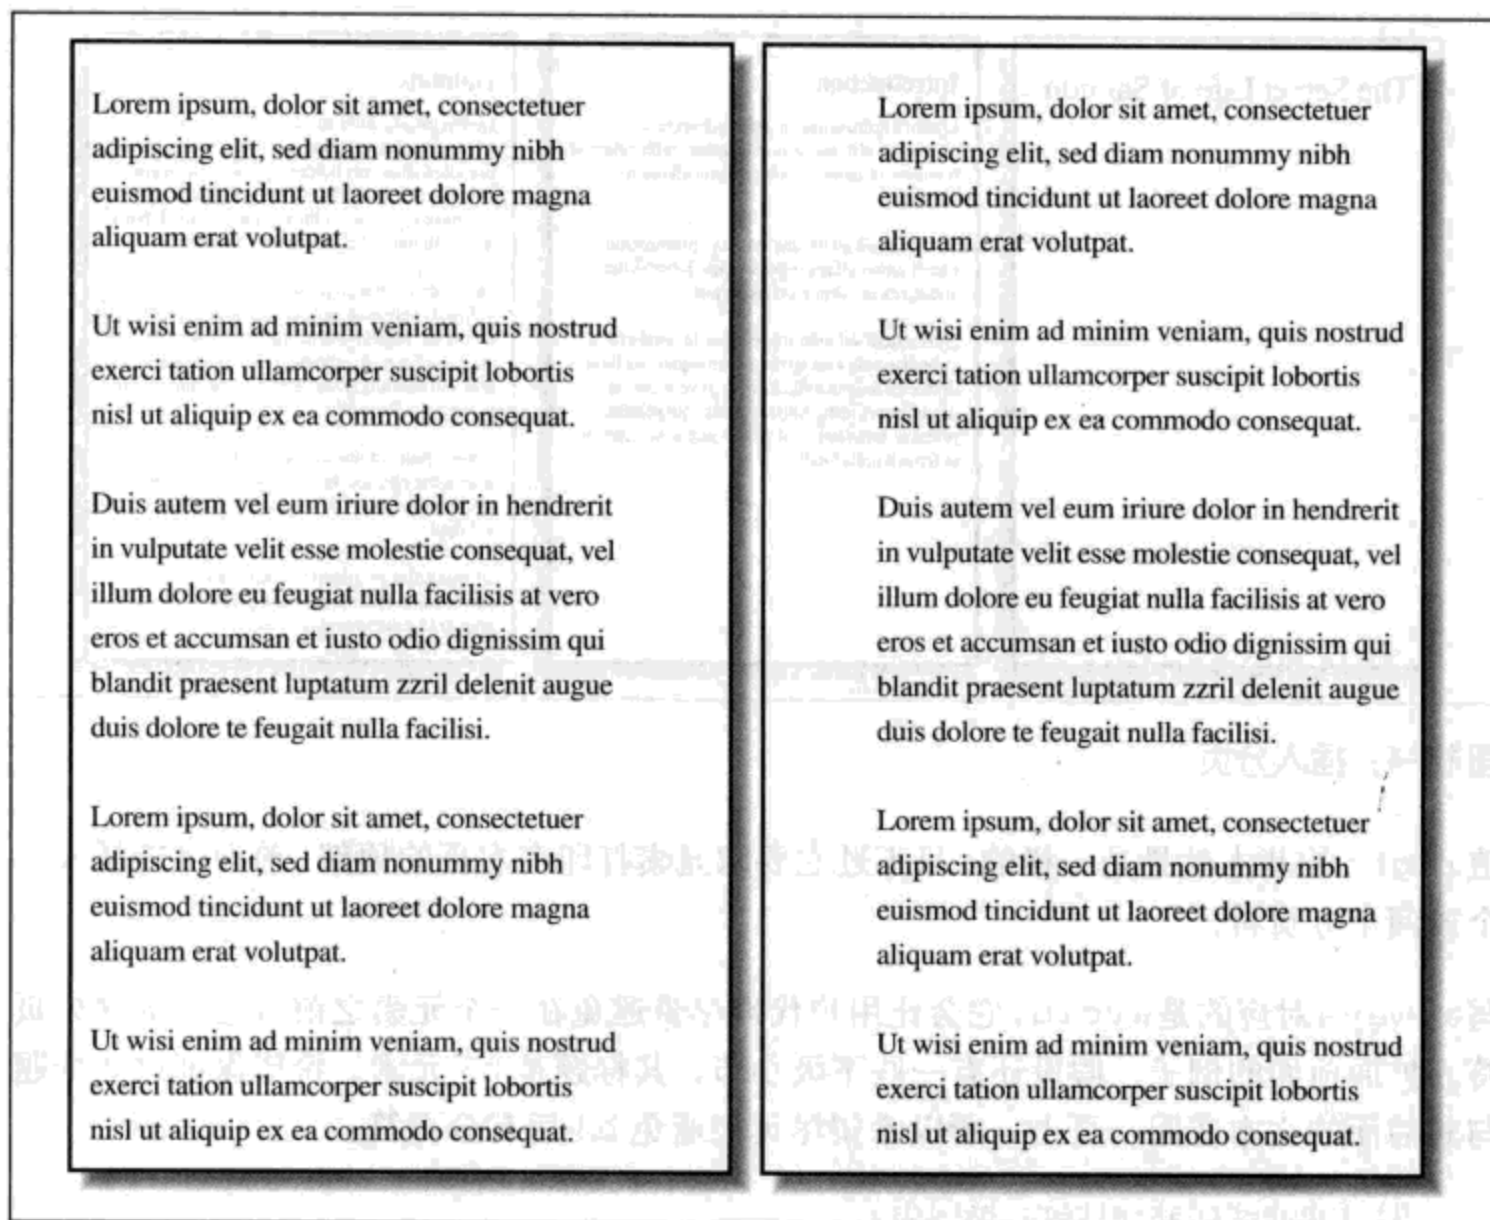 Lorem ipsum, dolor sit amet, consectetuer
adipiscing elit, sed diam nonummy nibh
euismod tincidunt ut laoreet dolore magna
aliquam erat volutpat.
Ut wisi enim ad minim veniam, quis nostrud
exerci tation ullamcorper suscipit lobortis
nisl ut aliquip ex ea commodo consequat.
Duis autem vel eum iriure dolor in hendrerit
in vulputate velit esse molestie consequat, vel
illum dolore eu feugiat nulla facilisis at vero
eros et accumsan et iusto odio dignissim qui
blandit praesent luptatum zzril delenit augue
duis dolore te feugait nulla facilisi.
Lorem ipsum, dolor sit amet, consectetuer
adipiscing elit, sed diam nonummy nibh
euismod tincidunt ut laoreet dolore magna
aliquam erat volutpat.
Ut wisi enim ad minim veniam, quis nostrud
exerci tation ullamcorper suscipit lobortis
nisl ut aliquip ex ea commodo consequat.
Lorem ipsum, dolor sit amet, consectetuer
adipiscing elit, sed diam nonummy nibh
euismod tincidunt ut laoreet dolore magna
aliquam erat volutpat.
Ut wisi enim ad minim veniam, quis nostrud
exerci tation ullamcorper suscipit lobortis
nisl ut aliquip ex ea commodo consequat.
Duis autem vel eum iriure dolor in hendrerit
in vulputate velit esse molestie consequat, vel
illum dolore eu feugiat nulla facilisis at vero
eros et accumsan et iusto odio dignissim qui
blandit praesent luptatum zzril delenit augue
duis dolore te feugait nulla facilisi.
Lorem ipsum, dolor sit amet, consectetuer
adipiscing elit, sed diam nonummy nibh
euismod tincidunt ut laoreet dolore magna
aliquam erat volutpat.
Ut wisi enim ad minim veniam, quis nostrud
exerci tation ullamcorper suscipit lobortis
nisl ut aliquip ex ea commodo consequat.